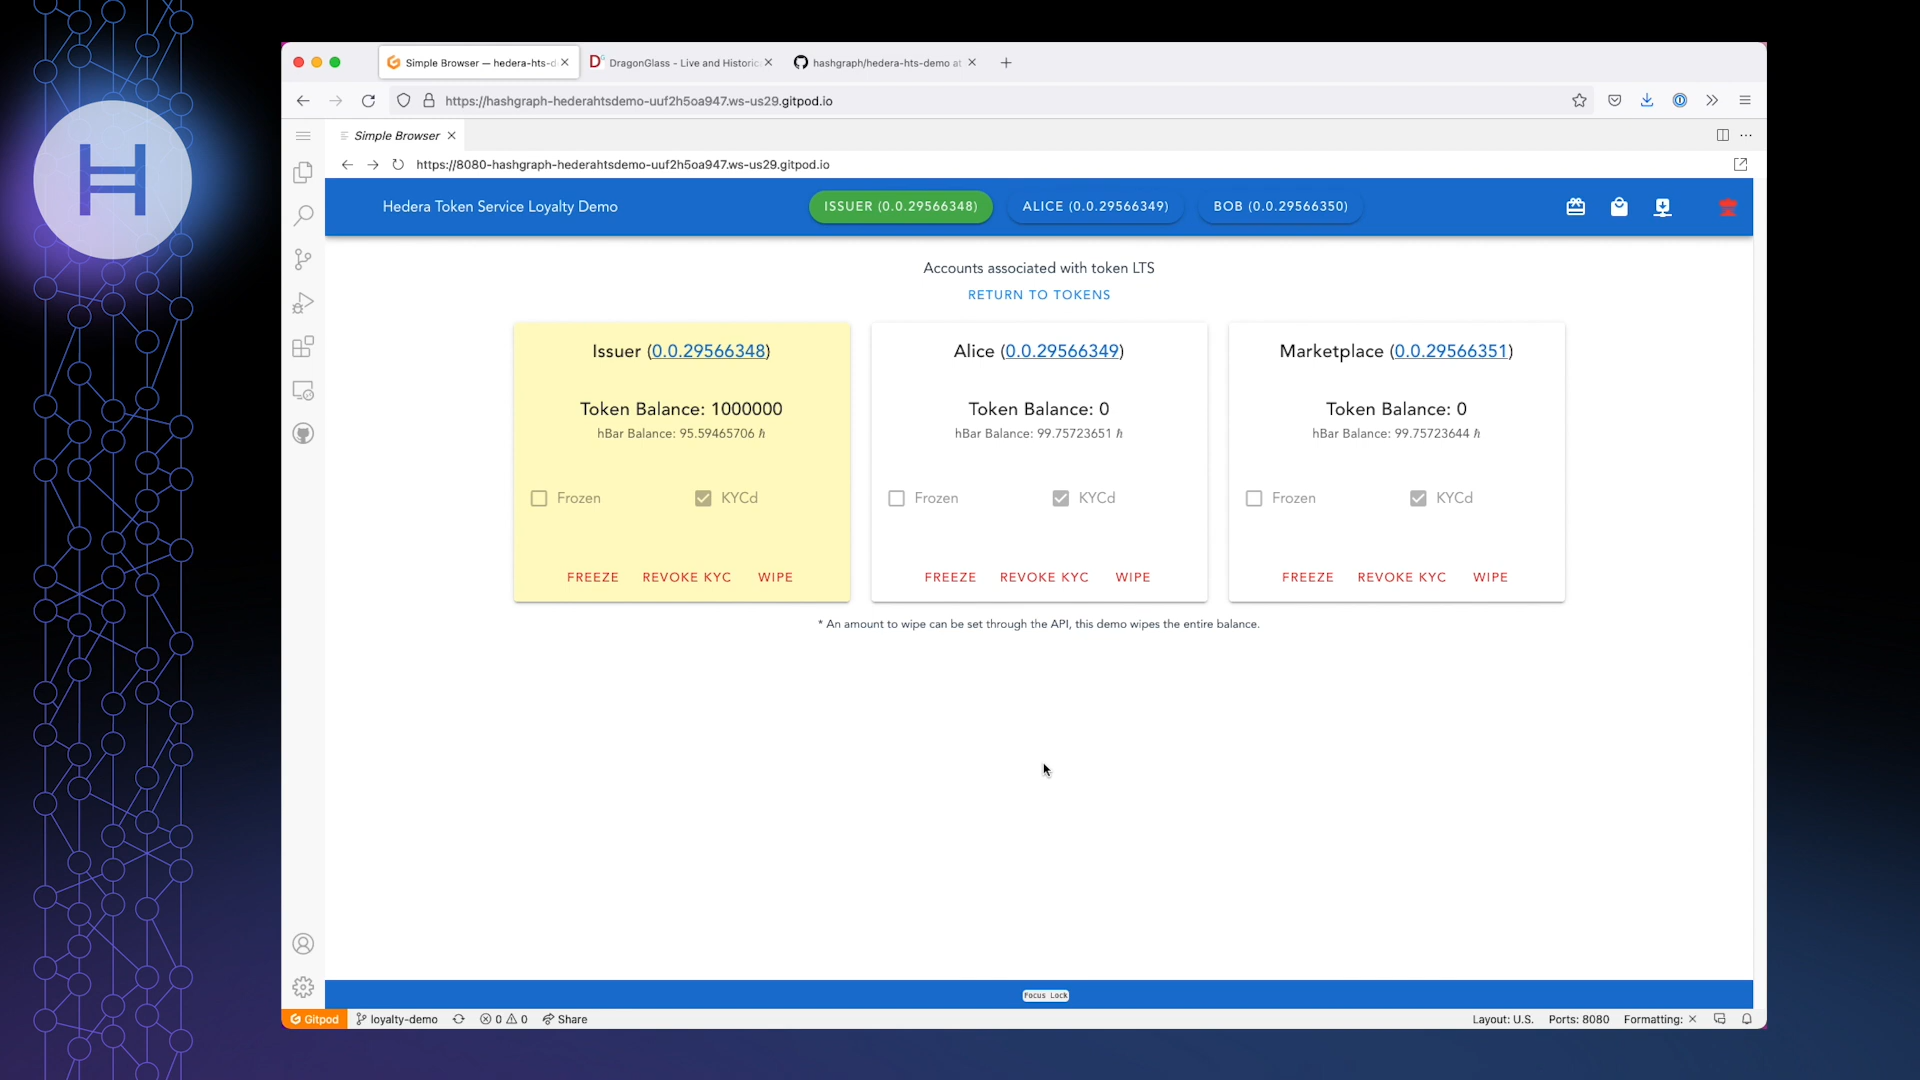 Simple Browser — hedera-hts-d
DragonGlass - Live and Historic
hashgraph/hedera-hts-demo at
https://hashgraph-hederahtsdemo-uuf2h5oa947.ws-us29.gitpod.io
Simple Browser
https://8080-hashgraph-hederahtsdemo-uuf2h5oa947.ws-us29.gitpod.io
Hedera Token Service Loyalty Demo
ISSUER (0.0.29566348)
ALICE (0.0.29566349)
BOB (0.0.29566350)
Accounts associated with token LTS
RETURN TO TOKENS
Issuer (0.0.29566348)
Token Balance: 1000000
hBar Balance: 95.59465706 ℏ
Frozen
KYCd
FREEZE
REVOKE KYC
WIPE
Alice (0.0.29566349)
Token Balance: 0
hBar Balance: 99.75723651 ℏ
Frozen
KYCd
FREEZE
REVOKE KYC
WIPE
Marketplace (0.0.29566351)
Token Balance: 0
hBar Balance: 99.75723644 ℏ
Frozen
KYCd
FREEZE
REVOKE KYC
WIPE
* An amount to wipe can be set through the API, this demo wipes the entire balance.
Focus Lock
Gitpod
loyalty-demo
0
0
Share
Layout: U.S.
Ports: 8080
Formatting: ×